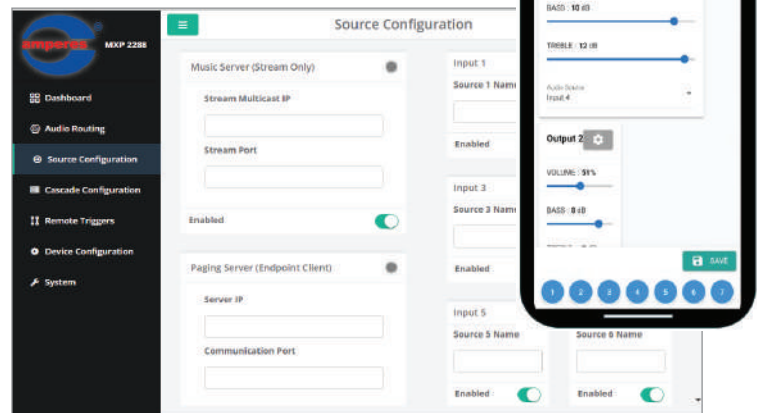 amperes
MXP 2288
Dashboard
Audio Routing
Source Configuration
Cascade Configuration
Remote Triggers
Device Configuration
System
Source Configuration
Music Server (Stream Only)
Stream Multicast IP
Stream Port
Enabled
Paging Server (Endpoint Client)
Server IP
Communication Port
Input 1
Source 1 Name
Enabled
Input 3
Source 3 Name
Enabled
Input 5
Source 5 Name
Enabled
Source 6 Name
Enabled
BASS : 10 dB
TREBLE : 12 dB
Audio Source
Input 4
Output 2
VOLUME : 51%
BASS : 8 dB
SAVE
1 2 3 4 5 6 7